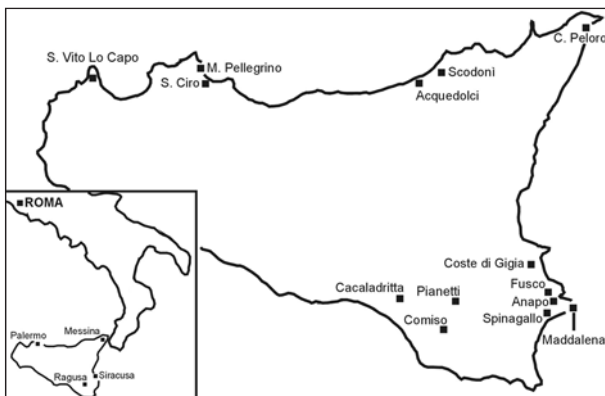 C. Peloro
S. Vito Lo Capo
M. Pellegrino
Scodonì
S. Ciro
Acquedolci
ROMA
Coste di Gigia
Fusco
Cacaladritta
Pianetti
Anapo
Comiso
Spinagallo
Maddalena
Palermo
Messina
Ragusa
Siracusa